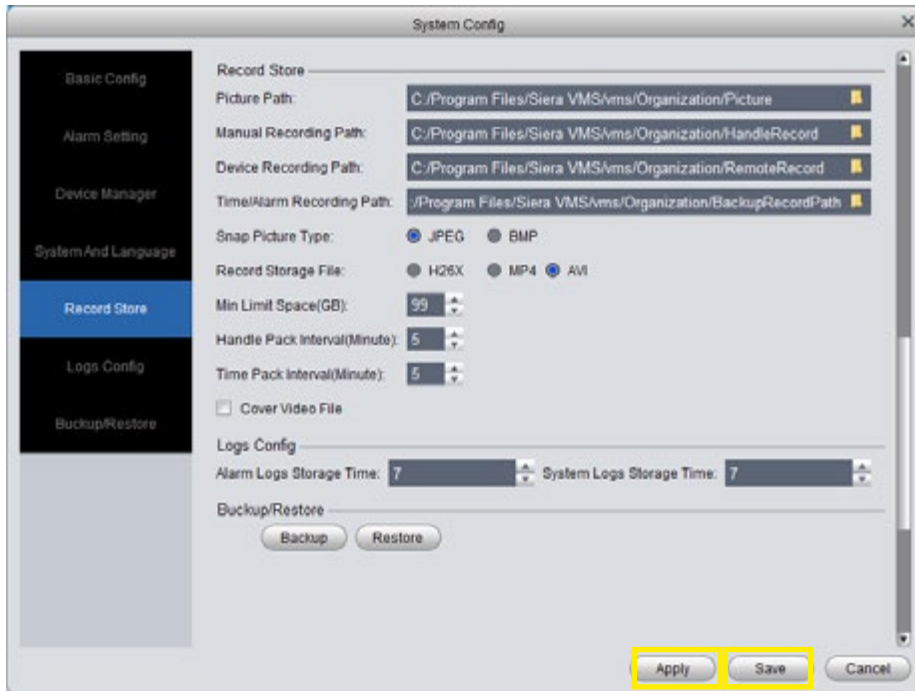 System Config
Basic Config
Alarm Setting
Device Manager
System And Language
Record Store
Logs Config
Buckup/Restore
Record Store
Picture Path: C:/Program Files/Siera VMS/vms/Organization/Picture
Manual Recording Path: C:/Program Files/Siera VMS/vms/Organization/HandleRecord
Device Recording Path: C:/Program Files/Siera VMS/vms/Organization/RemoteRecord
Time/Alarm Recording Path: :/Program Files/Siera VMS/vms/Organization/BackupRecordPath
Snap Picture Type: JPEG BMP
Record Storage File: H26X MP4 AVI
Min Limit Space(GB): 99
Handle Pack Interval(Minute): 5
Time Pack Interval(Minute): 5
Cover Video File
Logs Config
Alarm Logs Storage Time: 7 System Logs Storage Time: 7
Buckup/Restore
Backup Restore
Apply Save Cancel